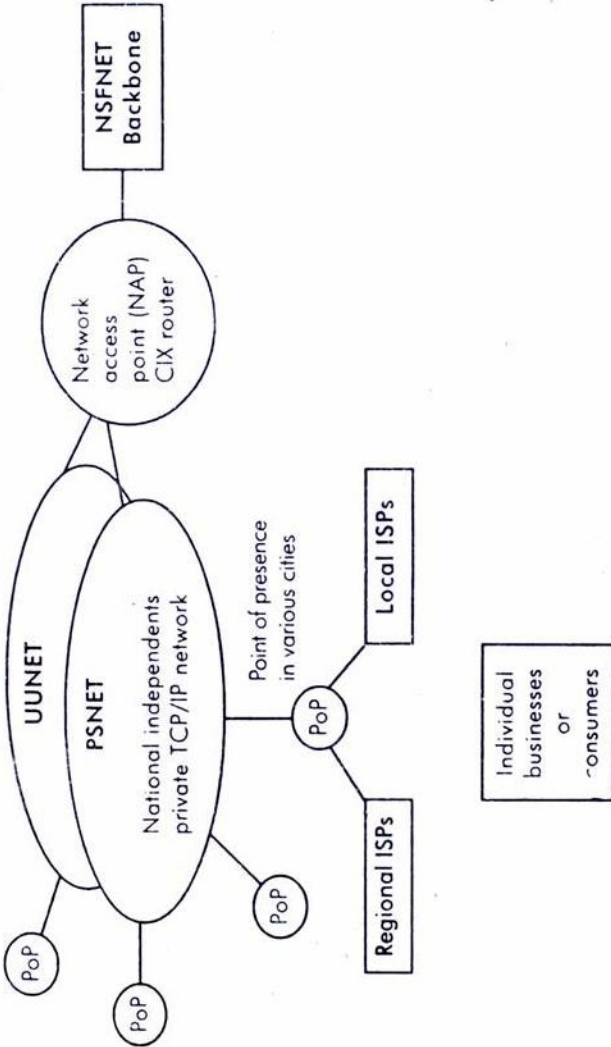 NSFNET
Backbone
Network
access
point (NAP)
CIX router
UUNET
PSNET
National independents
private TCP/IP network
PoP
PoP
PoP
Point of presence
in various cities
PoP
Regional ISPs
Local ISPs
Individual
businesses
or
consumers